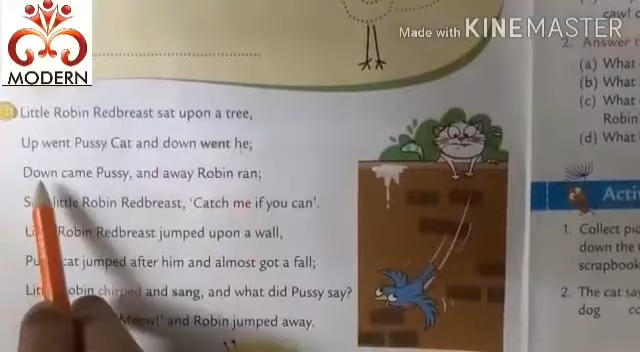 MODERN
Made with KINEMASTER
Little Robin Redbreast sat upon a tree,
Up went Pussy Cat and down went he;
Down came Pussy, and away Robin ran;
little Robin Redbreast, 'Catch me if you can'.
Robin Redbreast jumped upon a wall,
cat jumped after him and almost got a fall;
Robin chirped and sang, and what did Pussy say?
'Meow!' and Robin jumped away.
caw! c
2. Answer t
(a) What
(b) What
(c) What
Robin'
(d) What
Acti
1. Collect pic
down the
scrapbook
2. The cat say
dog